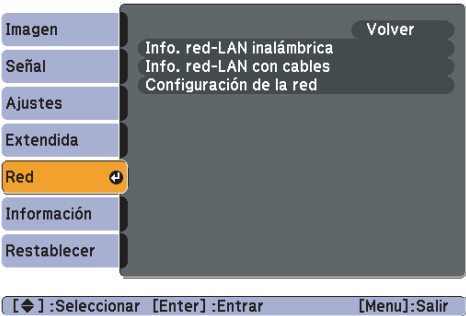 Imagen
Señal
Ajustes
Extendida
Red
Información
Restablecer
Volver
Info. red-LAN inalámbrica
Info. red-LAN con cables
Configuración de la red
[◆] :Seleccionar [Enter] :Entrar [Menu]:Salir